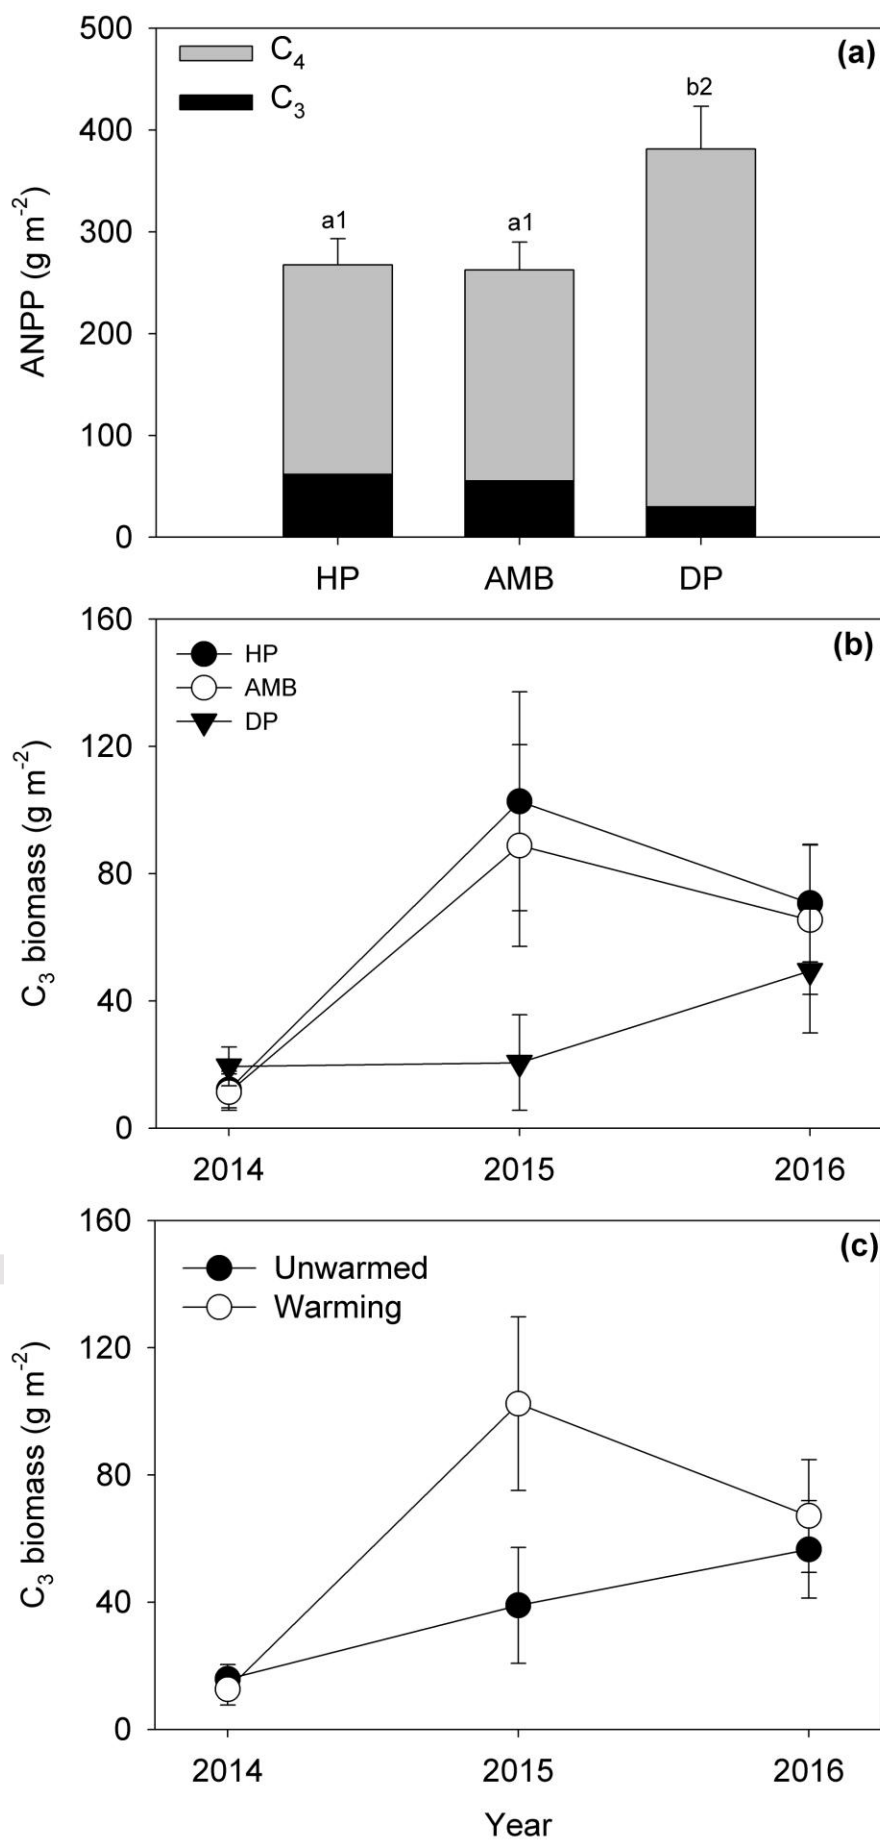 500
(a)
C4
C3
b2
400
a1
a1
300
200
100
0
ANPP (g m-2)
HP AMB DP
160
(b)
HP
AMB
DP
120
80
40
0
C3 biomass (g m-2)
2014 2015 2016
160
(c)
Unwarmed
Warming
120
80
40
0
C3 biomass (g m-2)
2014 2015 2016
Year